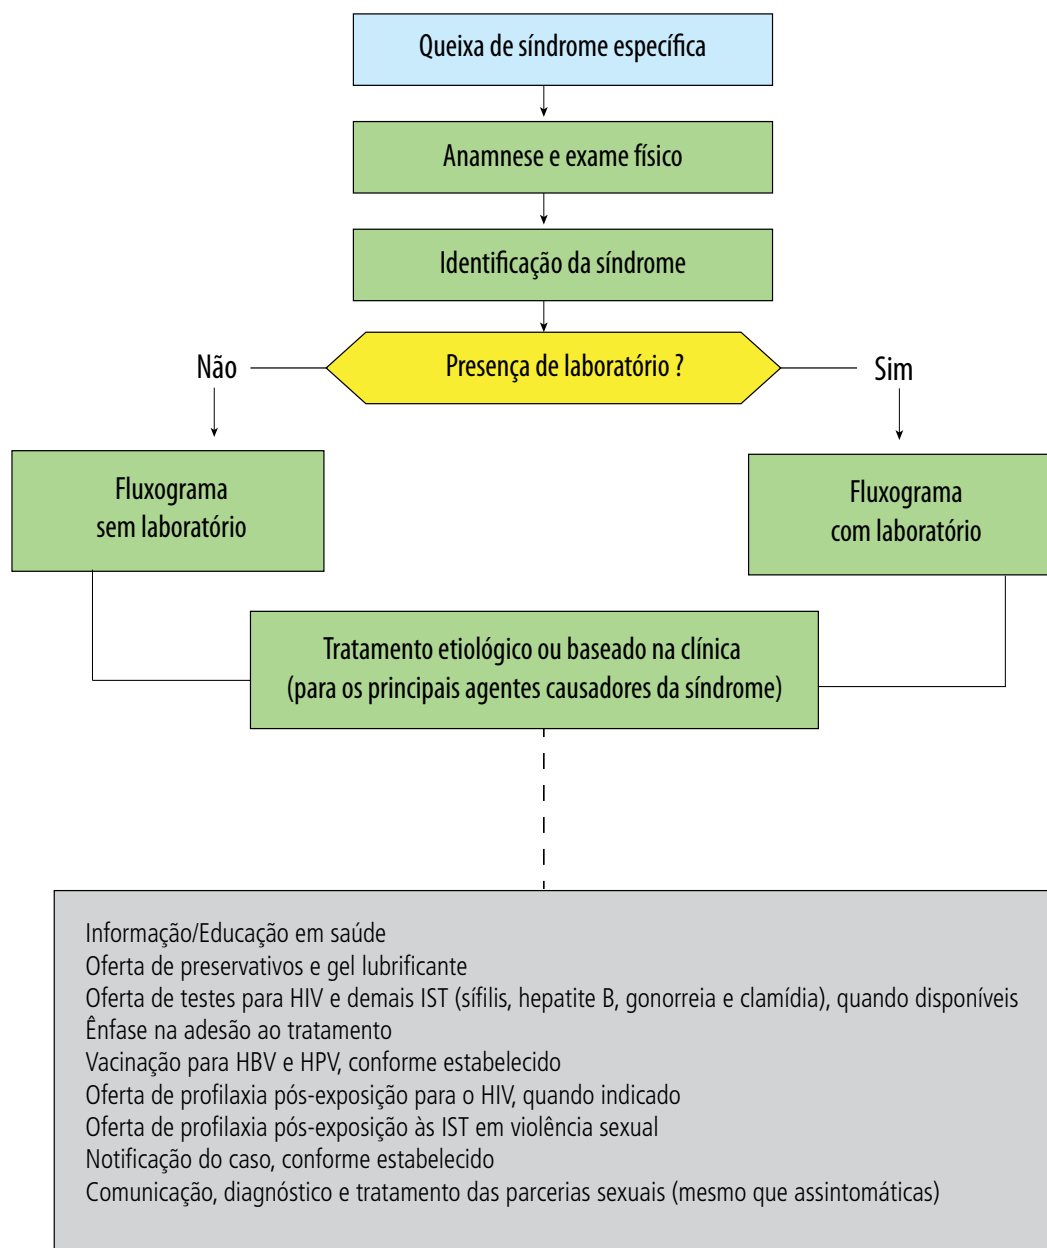 Queixa de síndrome específica
Anamnese e exame físico
Identificação da síndrome
Presença de laboratório ?
Não
Sim
Fluxograma
sem laboratório
Fluxograma
com laboratório
Tratamento etiológico ou baseado na clínica
(para os principais agentes causadores da síndrome)
Informação/Educação em saúde
Oferta de preservativos e gel lubrificante
Oferta de testes para HIV e demais IST (sífilis, hepatite B, gonorreia e clamídia), quando disponíveis
Ênfase na adesão ao tratamento
Vacinação para HBV e HPV, conforme estabelecido
Oferta de profilaxia pós-exposição para o HIV, quando indicado
Oferta de profilaxia pós-exposição às IST em violência sexual
Notificação do caso, conforme estabelecido
Comunicação, diagnóstico e tratamento das parcerias sexuais (mesmo que assintomáticas)